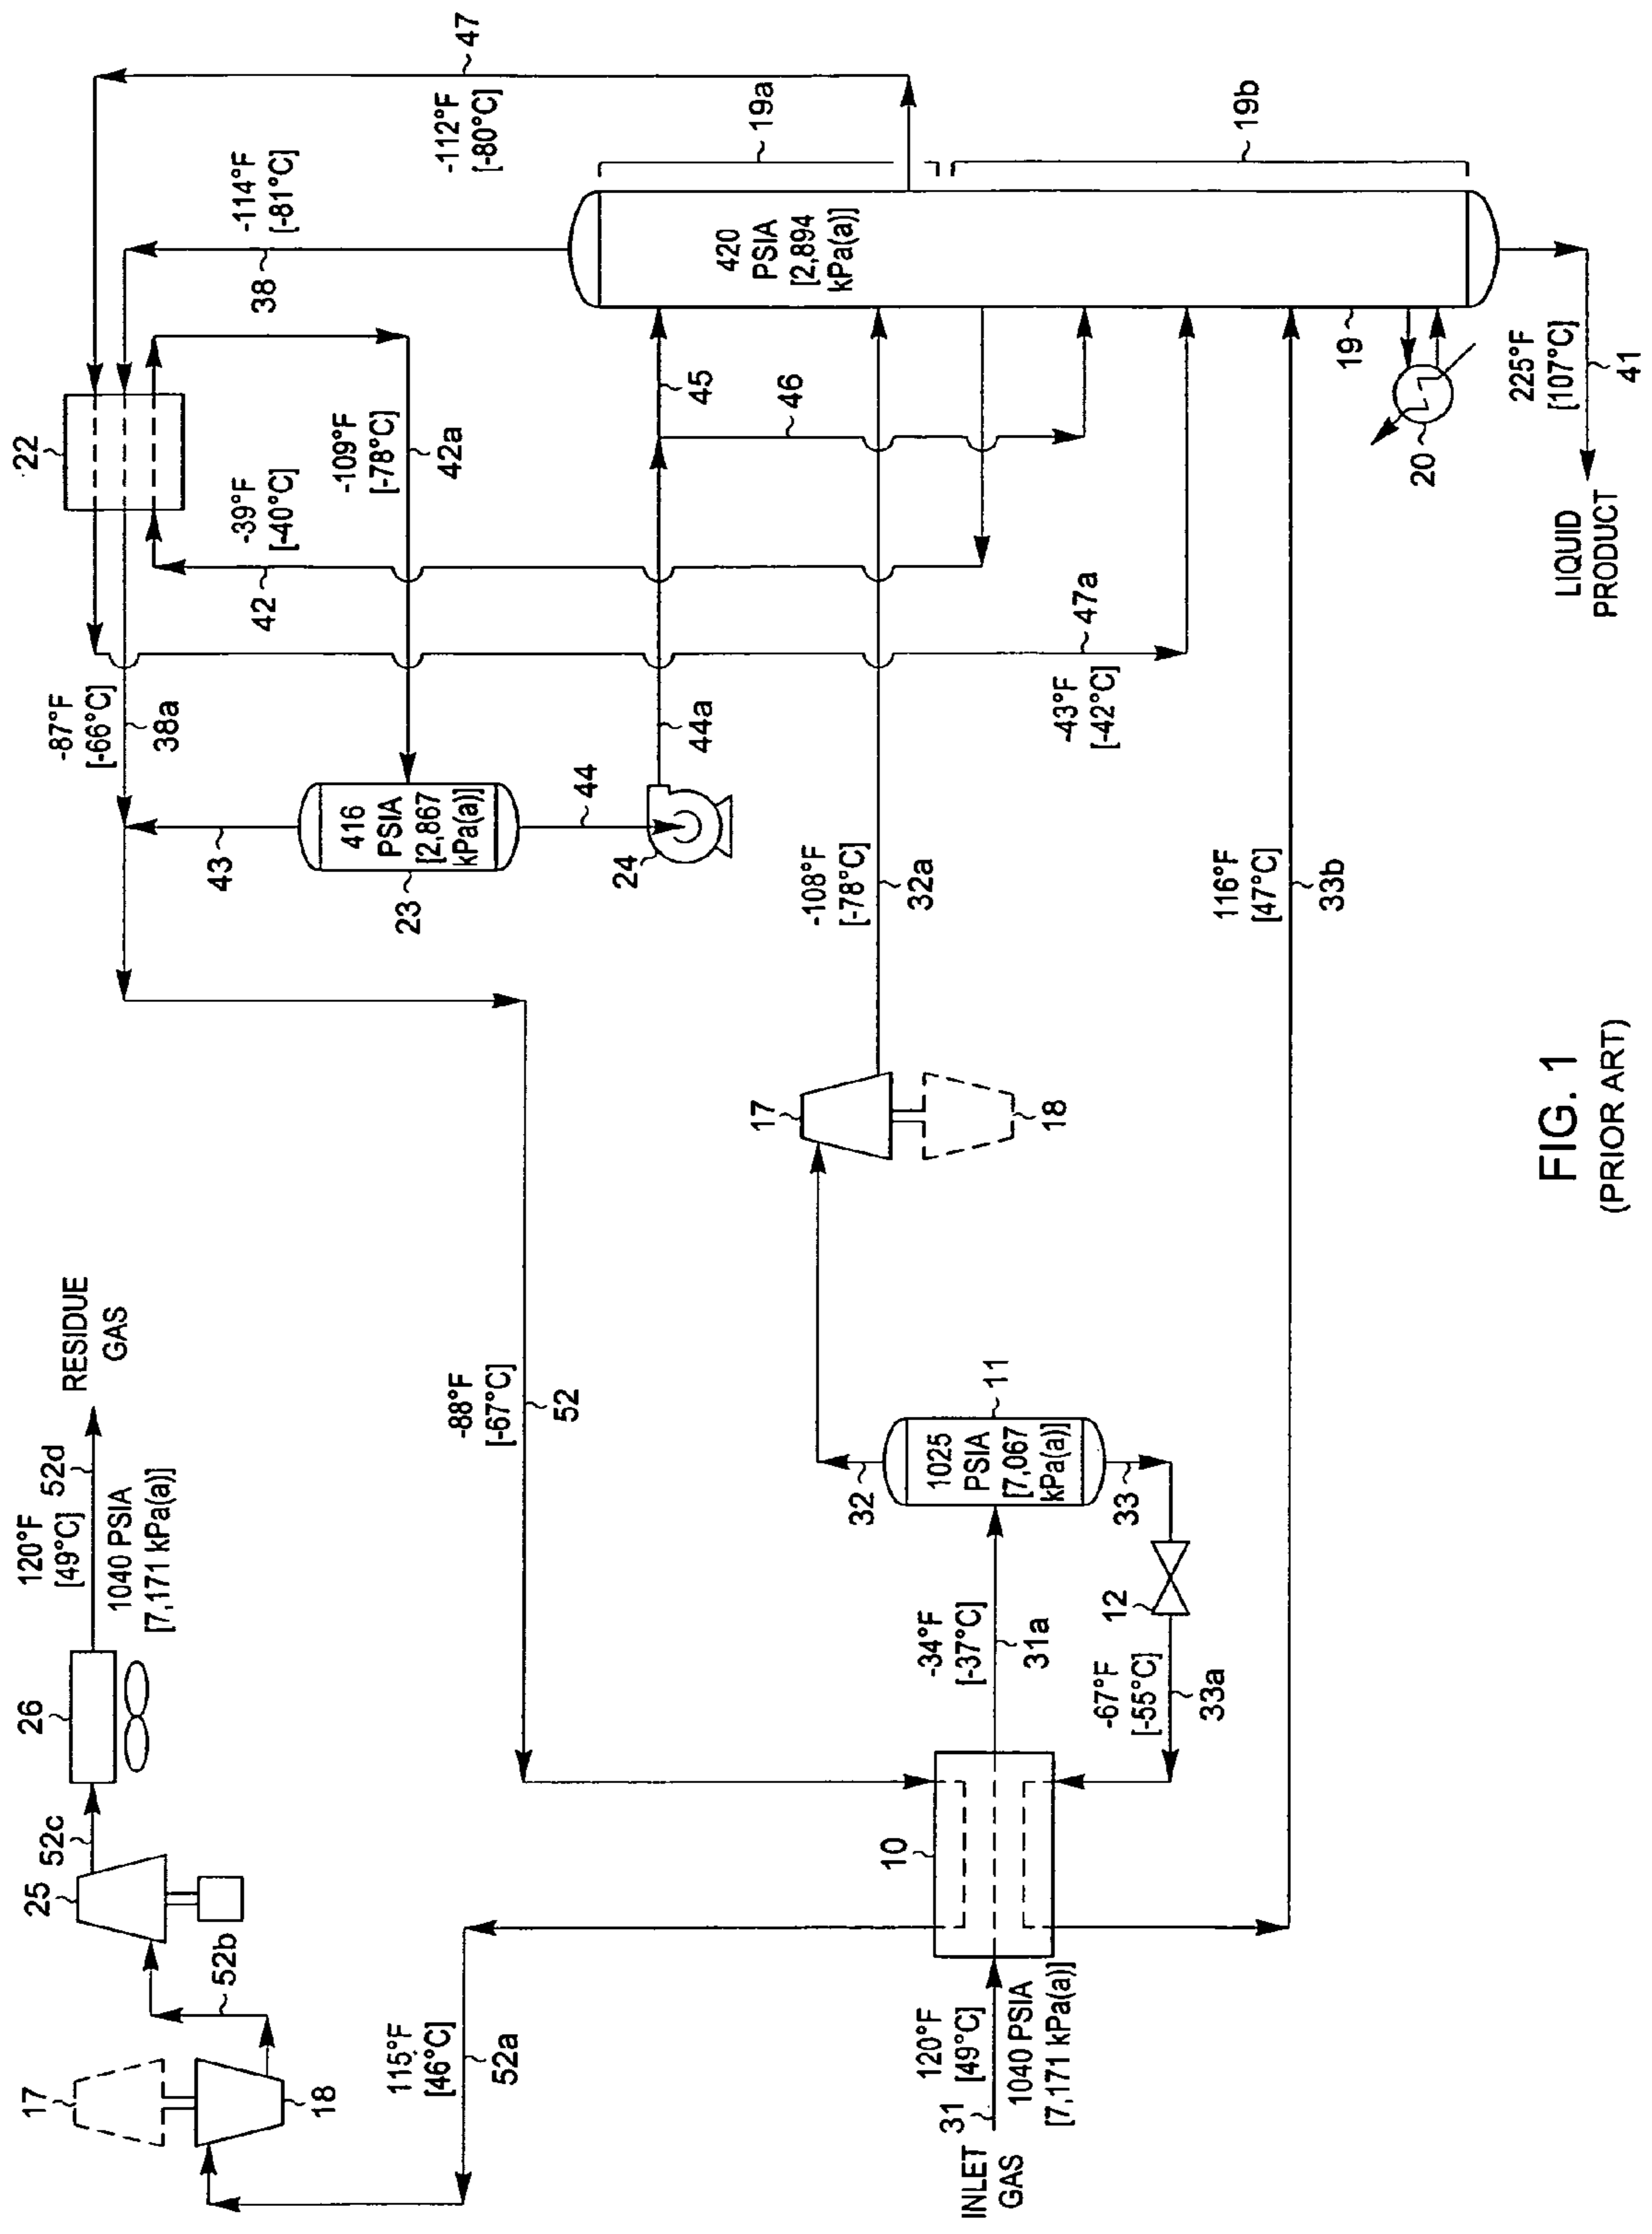 120°F
[49°C]
52d
RESIDUE
GAS
1040 PSIA
[7,171 kPa(a)]
26
52c
25
52b
17
18
115°F
[46°C]
52a
-88°F
[-67°C]
52
INLET
GAS
31
120°F
[49°C]
1040 PSIA
[7,171 kPa(a)]
10
-34°F
[-37°C]
31a
-67°F
[-55°C]
33a
12
33
32
11
1025
PSIA
[7,067
kPa(a)]
17
18
-108°F
[-78°C]
32a
116°F
[47°C]
33b
-87°F
[-66°C]
38a
43
23
416
PSIA
[2,867
kPa(a)]
44
24
44a
-43°F
[-42°C]
47a
42
-39°F
[-40°C]
22
-109°F
[-78°C]
42a
45
46
38
-114°F
[-81°C]
-112°F
[-80°C]
47
19a
19b
420
PSIA
[2,894
kPa(a)]
19
20
225°F
[107°C]
41
LIQUID
PRODUCT
FIG. 1
(PRIOR ART)